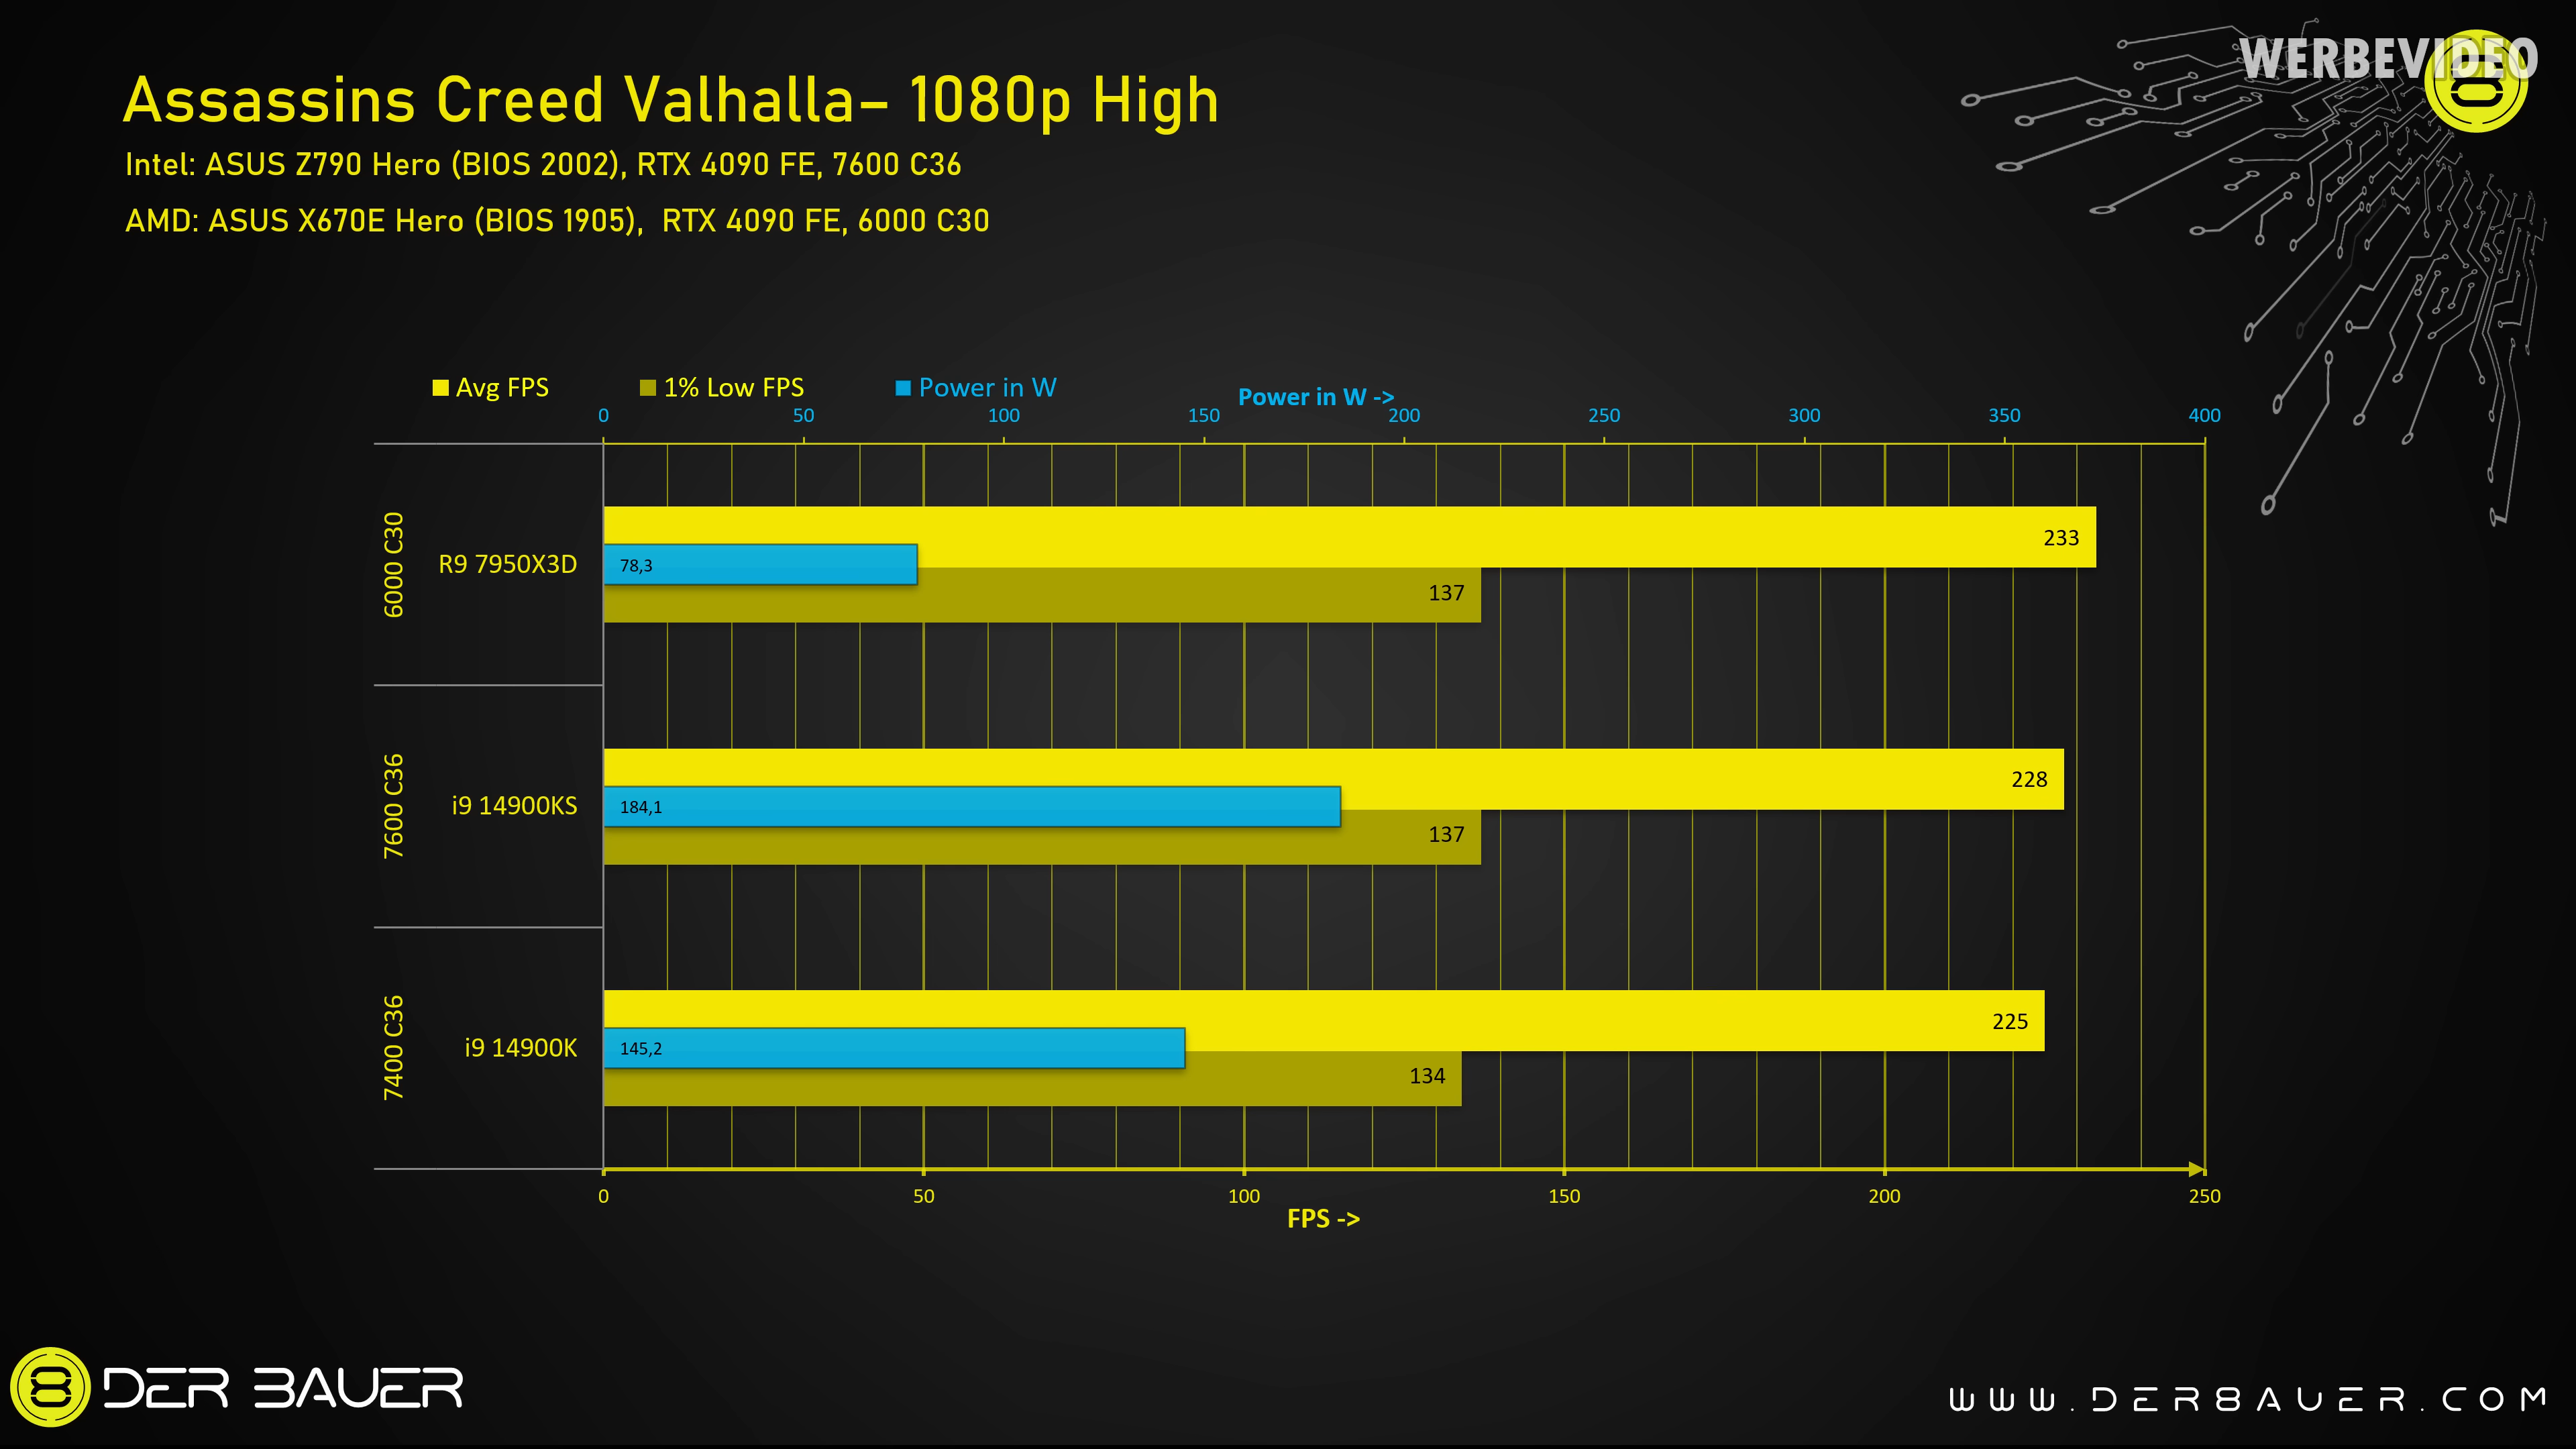 WERBEVIDEO
Assassins Creed Valhalla– 1080p High
Intel: ASUS Z790 Hero (BIOS 2002), RTX 4090 FE, 7600 C36
AMD: ASUS X670E Hero (BIOS 1905), RTX 4090 FE, 6000 C30
Avg FPS 1% Low FPS Power in W
Power in W ->
0 50 100 150 200 250 300 350 400
6000 C30
R9 7950X3D
233
78,3
137
7600 C36
i9 14900KS
228
184,1
137
7400 C36
i9 14900K
225
145,2
134
0 50 100 150 200 250
FPS ->
DER BAUER
WWW.DER8AUER.COM